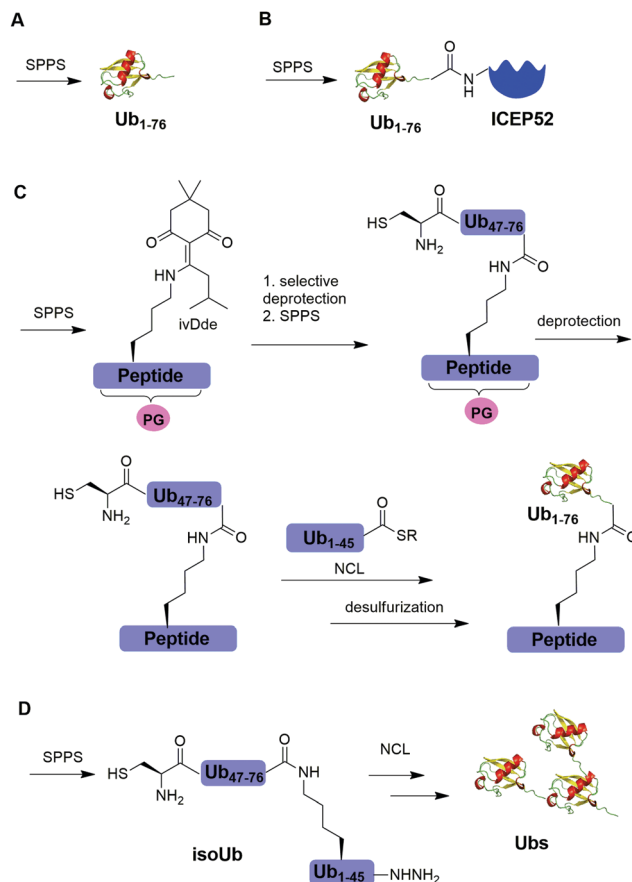 A
B
SPPS
Ub1-76
SPPS
O
N
H
Ub1-76
ICEP52
C
SPPS
O
O
NH
ivDde
Peptide
PG
1. selective
deprotection
2. SPPS
HS
O
NH2
Ub47-76
HN
O
Peptide
PG
deprotection
HS
O
NH2
Ub47-76
HN
O
Peptide
Ub1-45
O
SR
NCL
desulfurization
Ub1-76
HN
O
Peptide
D
SPPS
HS
O
NH2
Ub47-76
O
NH
isoUb
Ub1-45
NHNH2
NCL
Ubs